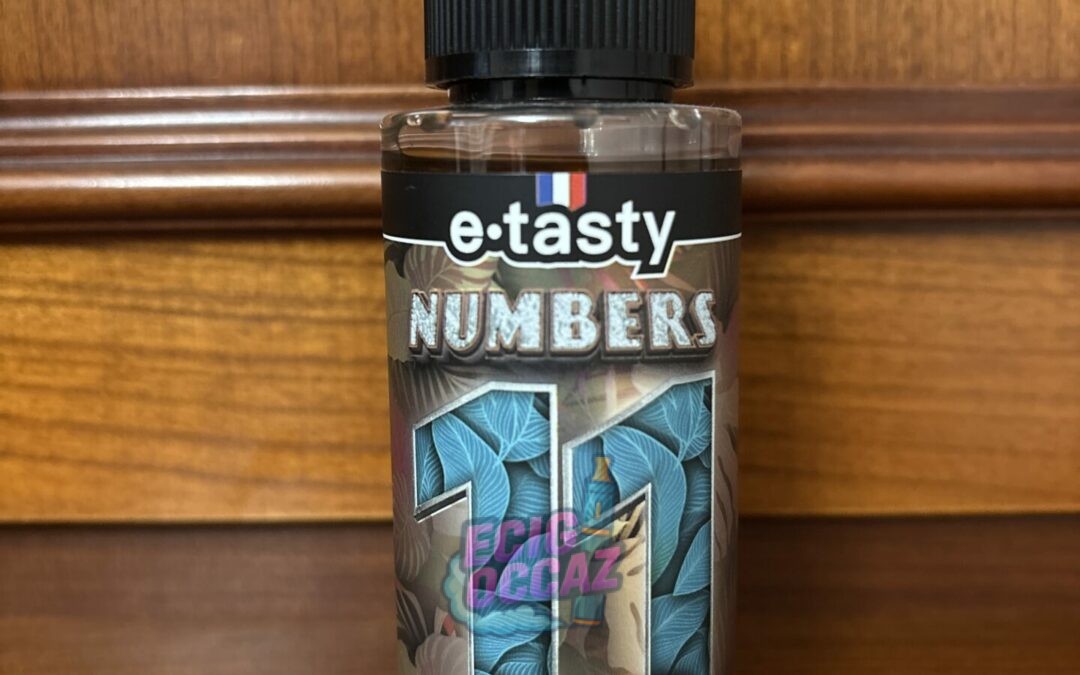 e·tasty
NUMBERS
11
ECIG
OCCAZ